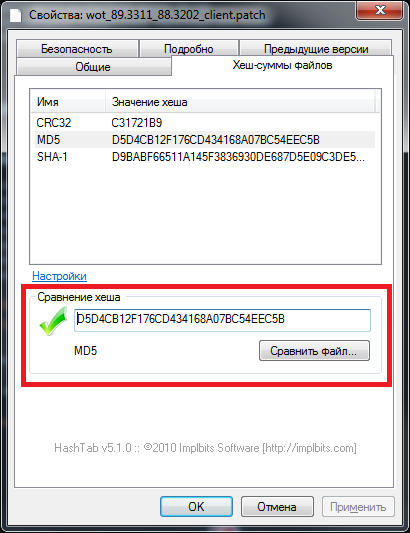 Свойства: wot_89.3311_88.3202_client.patch
Безопасность Подробно Предыдущие версии
Общие Хеш-суммы файлов
Имя Значение хеша
CRC32 C31721B9
MD5 D5D4CB12F176CD434168A07BC54EEC5B
SHA-1 D9BABF66511A145F3836930DE687D5E09C3DE5...
Настройки
Сравнение хеша
D5D4CB12F176CD434168A07BC54EEC5B
MD5 Сравнить файл...
HashTab v5.1.0 :: ©2010 Implbits Software [http://implbits.com]
OK Отмена Применить